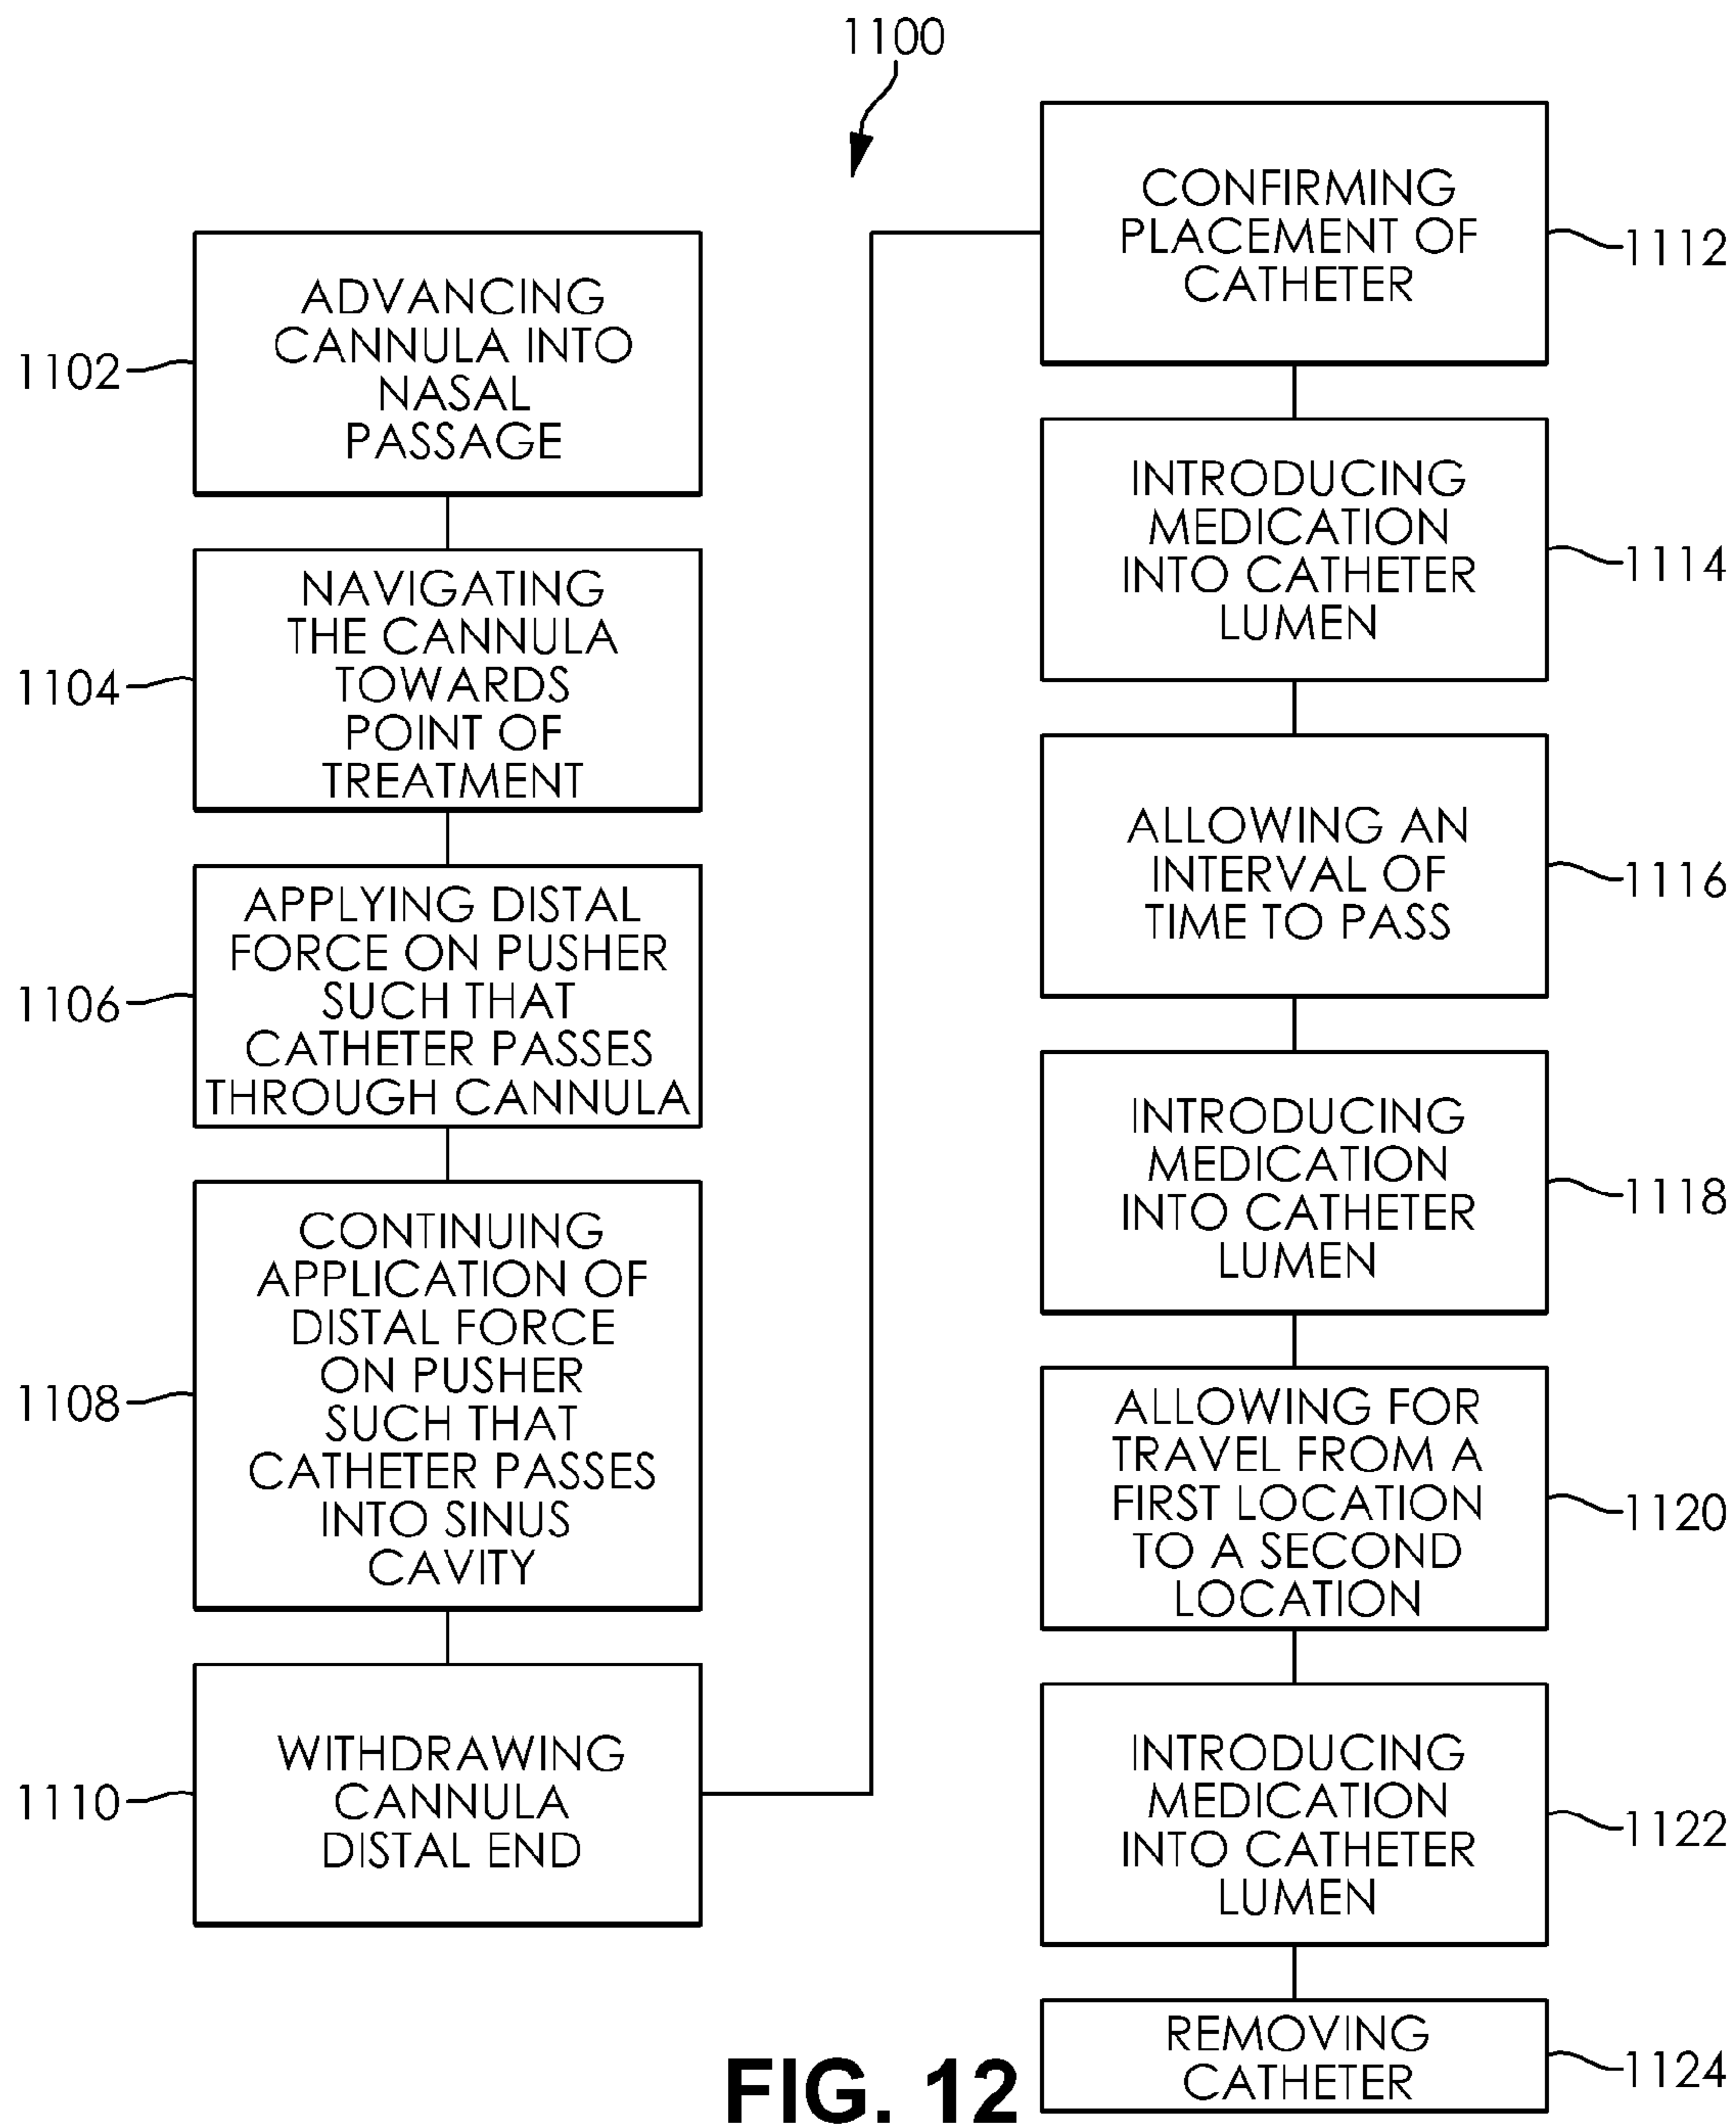 1100
1102
ADVANCING
CANNULA INTO
NASAL
PASSAGE
1104
NAVIGATING
THE CANNULA
TOWARDS
POINT OF
TREATMENT
1106
APPLYING DISTAL
FORCE ON PUSHER
SUCH THAT
CATHETER PASSES
THROUGH CANNULA
1108
CONTINUING
APPLICATION OF
DISTAL FORCE
ON PUSHER
SUCH THAT
CATHETER PASSES
INTO SINUS
CAVITY
1110
WITHDRAWING
CANNULA
DISTAL END
CONFIRMING
PLACEMENT OF
CATHETER
1112
INTRODUCING
MEDICATION
INTO CATHETER
LUMEN
1114
ALLOWING AN
INTERVAL OF
TIME TO PASS
1116
INTRODUCING
MEDICATION
INTO CATHETER
LUMEN
1118
ALLOWING FOR
TRAVEL FROM A
FIRST LOCATION
TO A SECOND
LOCATION
1120
INTRODUCING
MEDICATION
INTO CATHETER
LUMEN
1122
REMOVING
CATHETER
1124
FIG. 12